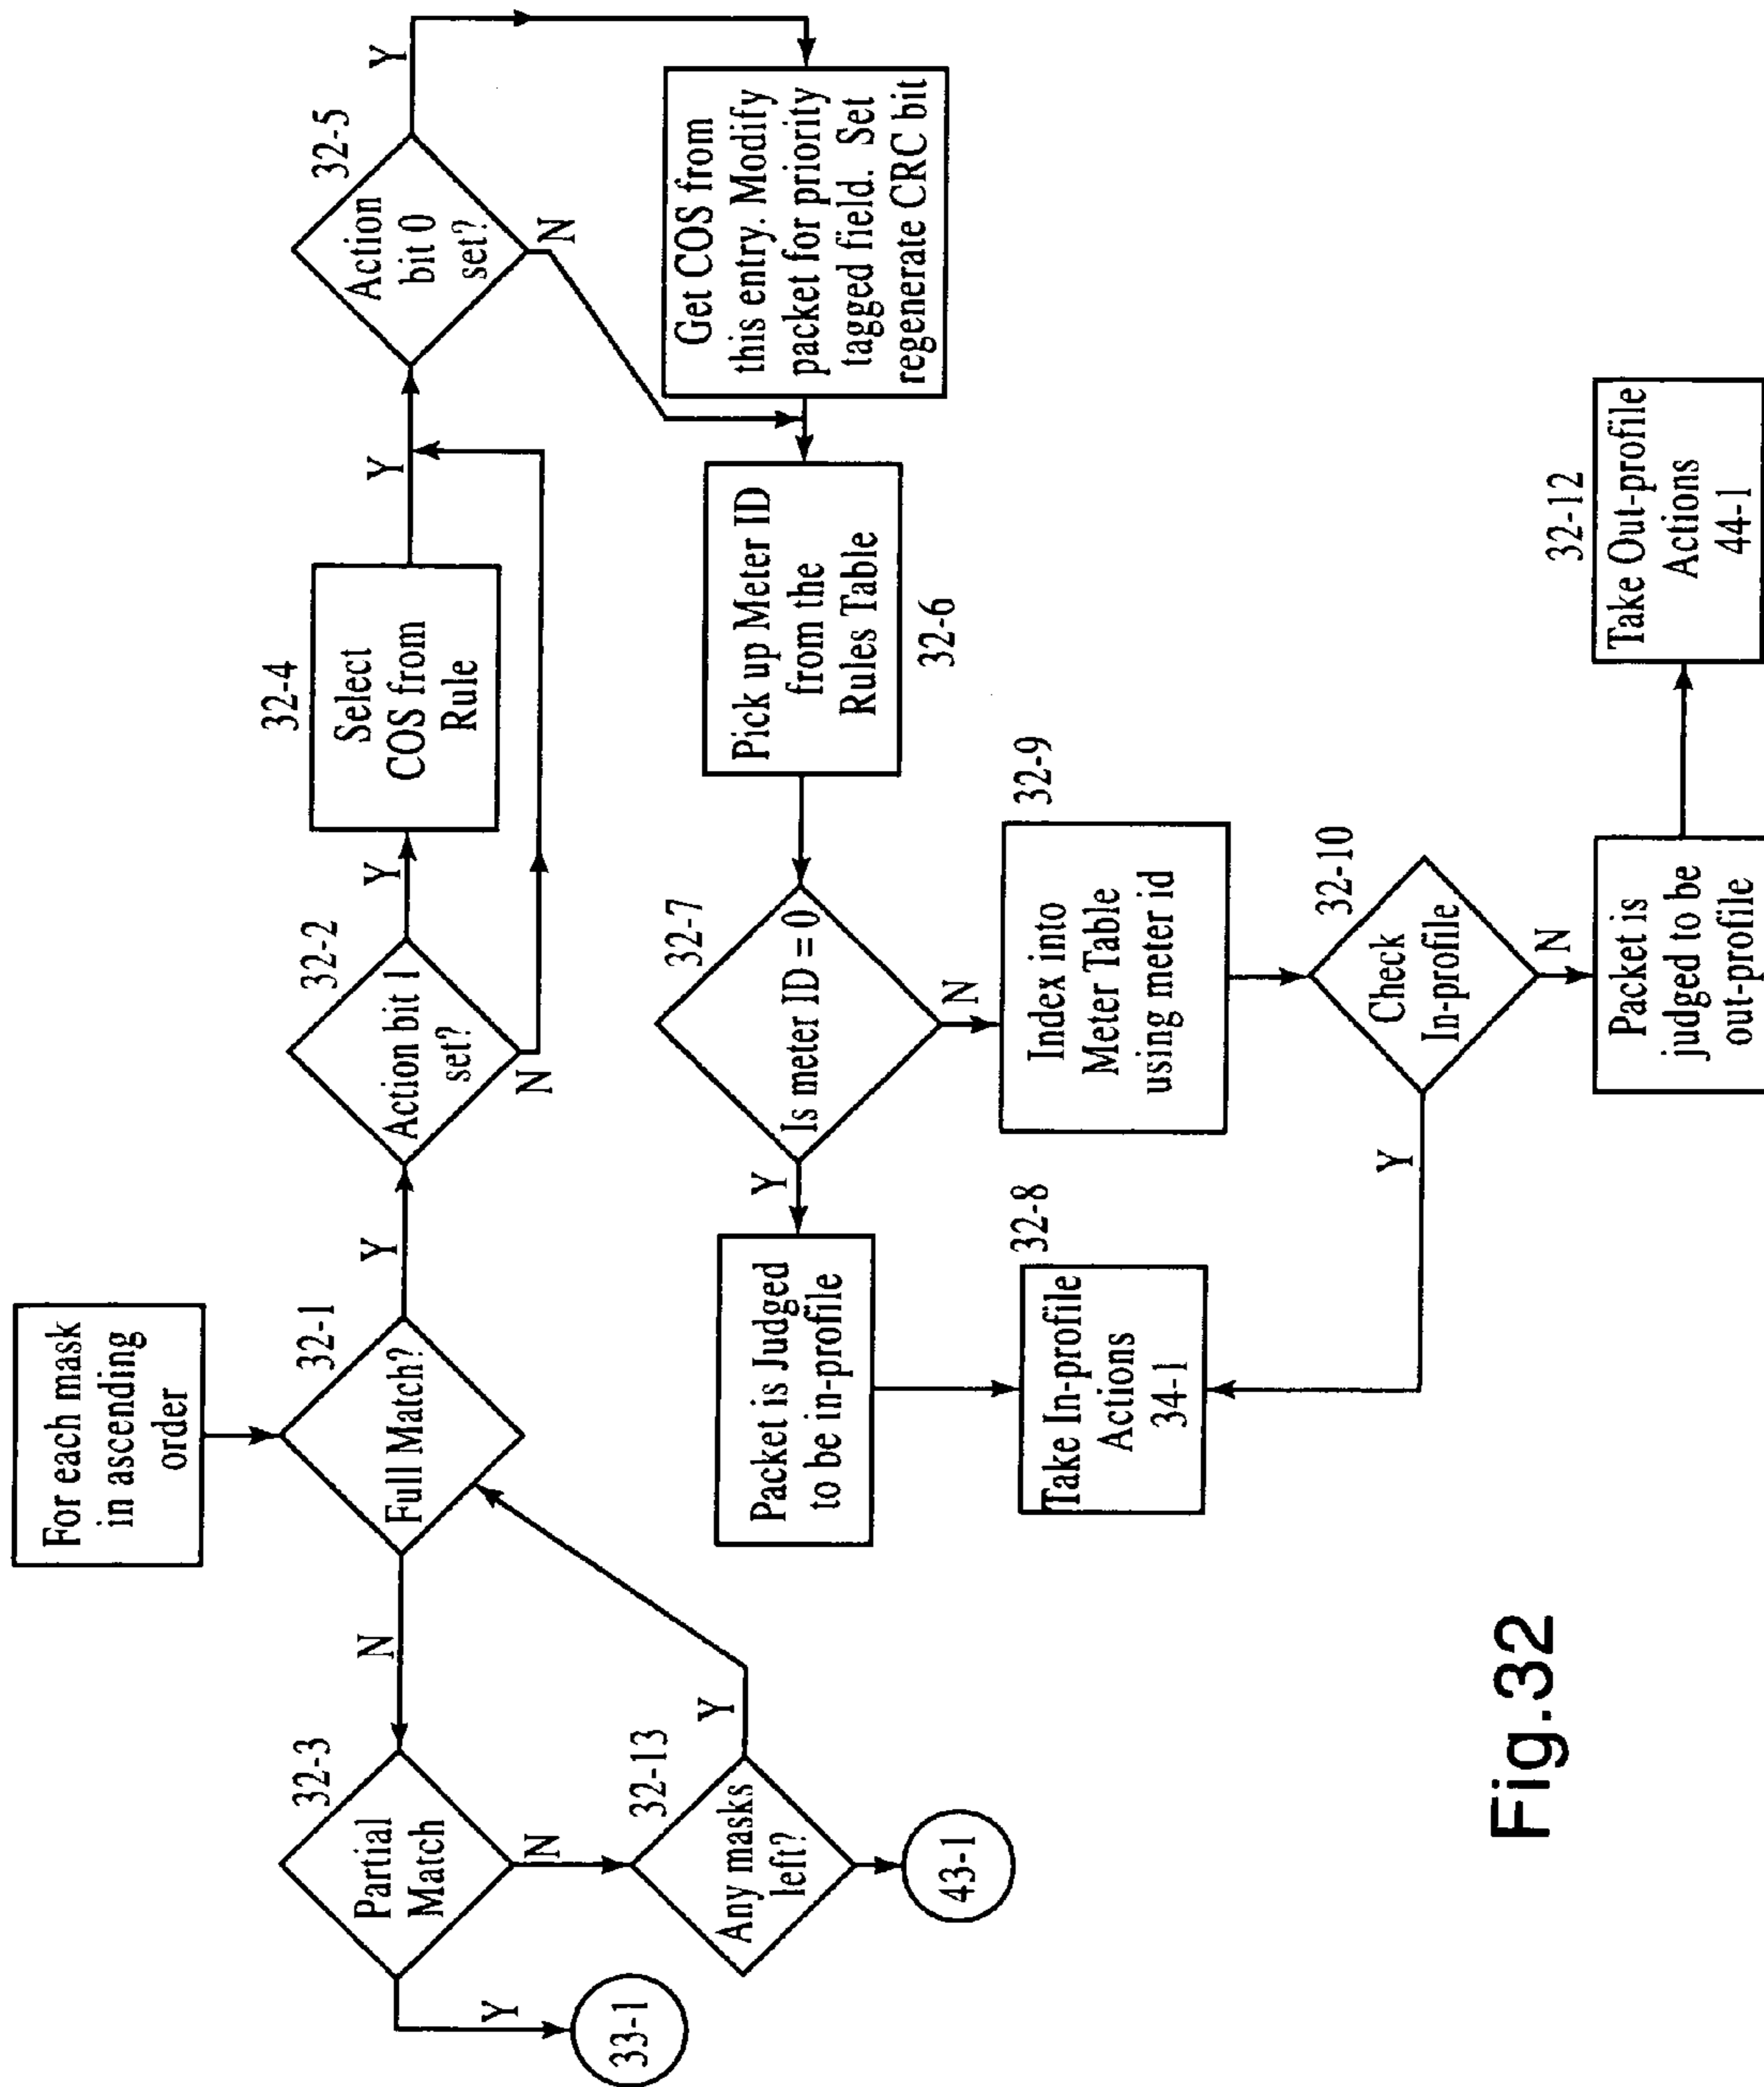 For each mask
in ascending
order
32-1
Full Match?
Y
N
32-2
Action bit 1
set?
Y
N
32-4
Select
COS from
Rule
Y
32-5
Action
bit 0
set?
Y
N
Get COS from
this entry. Modify
packet for priority
tagged field. Set
regenerate CRC bit
32-3
Partial
Match
Y
N
33-1
32-13
Any masks
left?
Y
43-1
Pick up Meter ID
from the
Rules Table
32-6
32-7
Is meter ID = 0
Y
N
Packet is Judged
to be in-profile
32-8
Take In-profile
Actions
34-1
32-9
Index into
Meter Table
using meter id
32-10
Check
In-profile
Y
N
Packet is
judged to be
out-profile
32-12
Take Out-profile
Actions
44-1
Fig.32